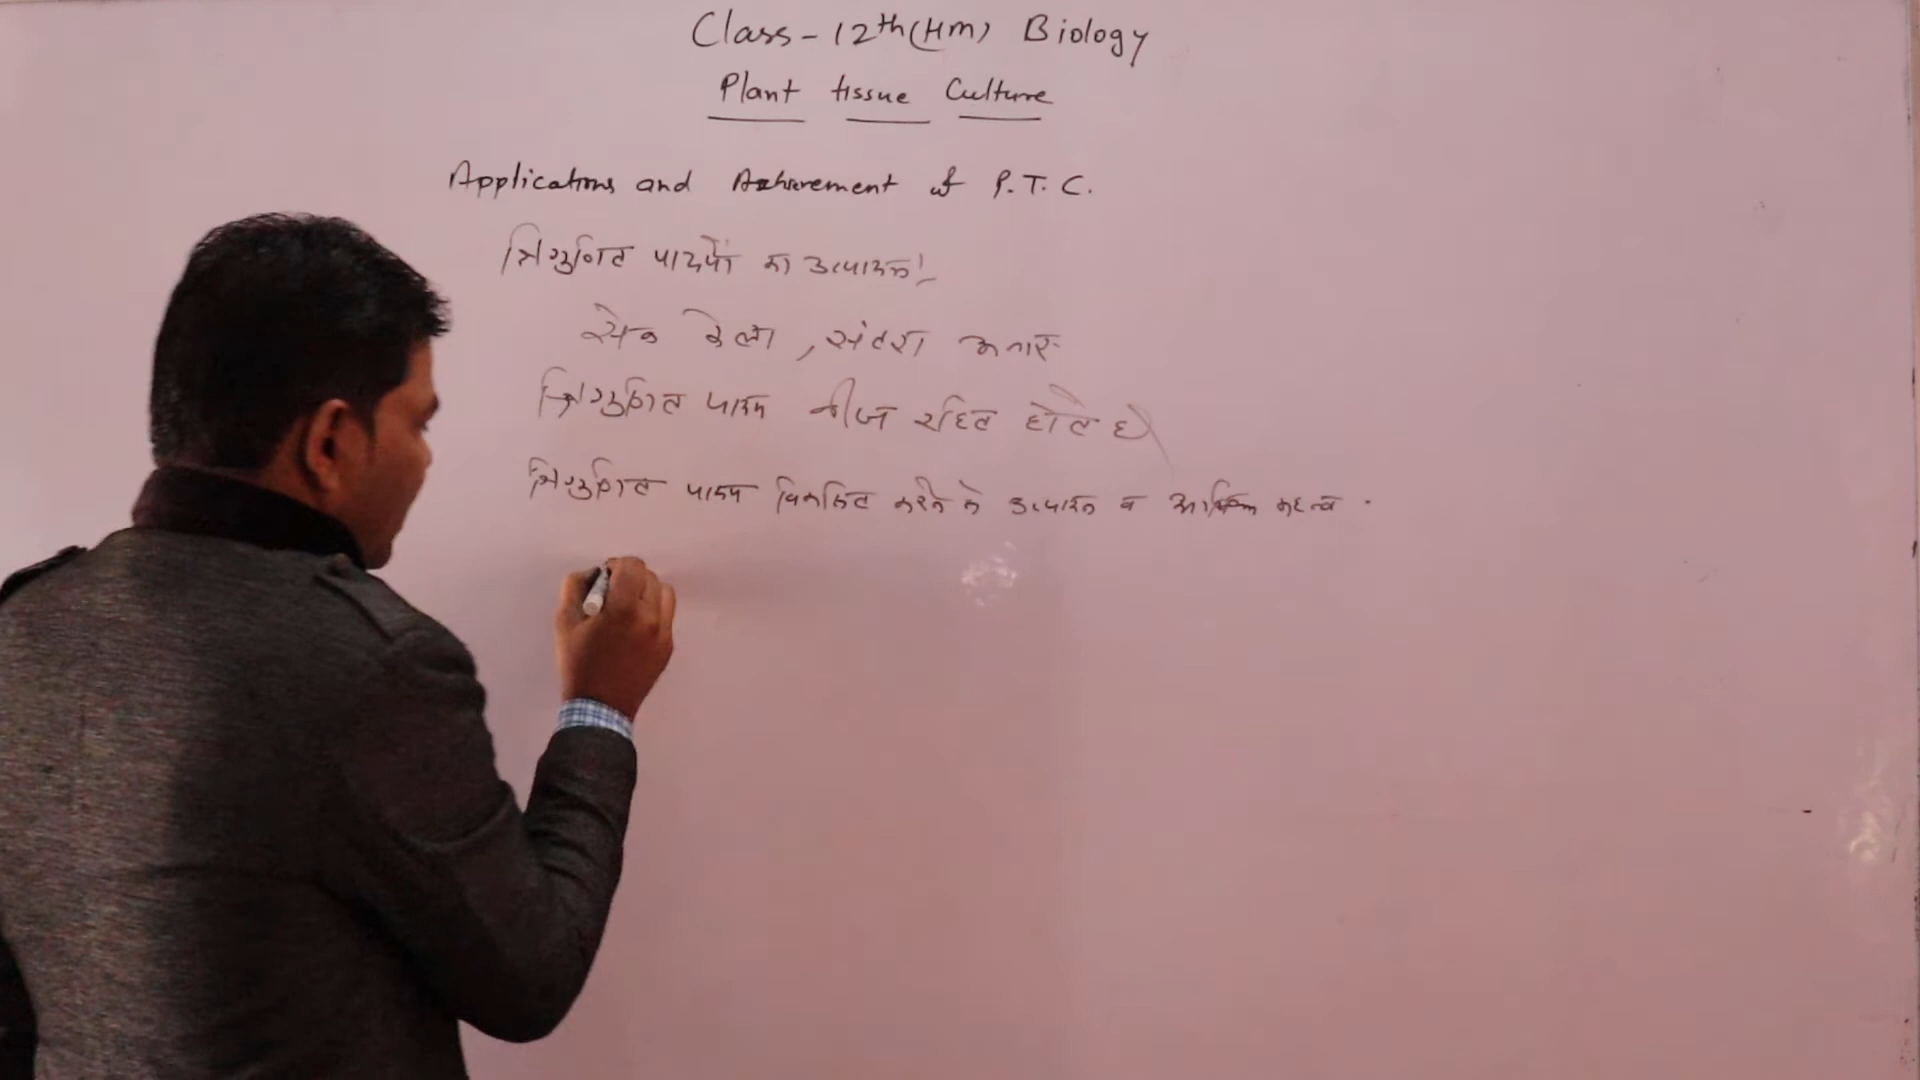 Class - 12th (HM) Biology
Plant tissue Culture
Applications and Achievement of P.T.C.
त्रिगुणित पादपों का उत्पादन:-
सेब केला, संतरा अनार
त्रिगुणित पादप बीज रहित होते है
त्रिगुणित पादप विकसित करने के उत्पादन व आर्थिक महत्व .